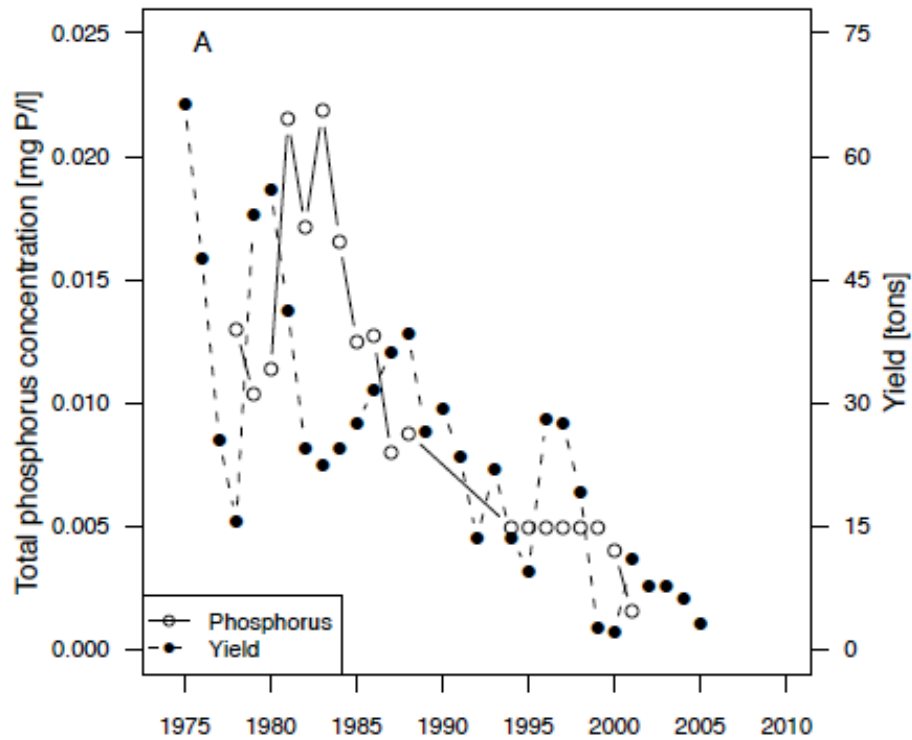 A
Total phosphorus concentration [mg P/l]
0.025
0.020
0.015
0.010
0.005
0.000
75
60
45
30
15
0
Yield [tons]
Phosphorus
Yield
1975 1980 1985 1990 1995 2000 2005 2010